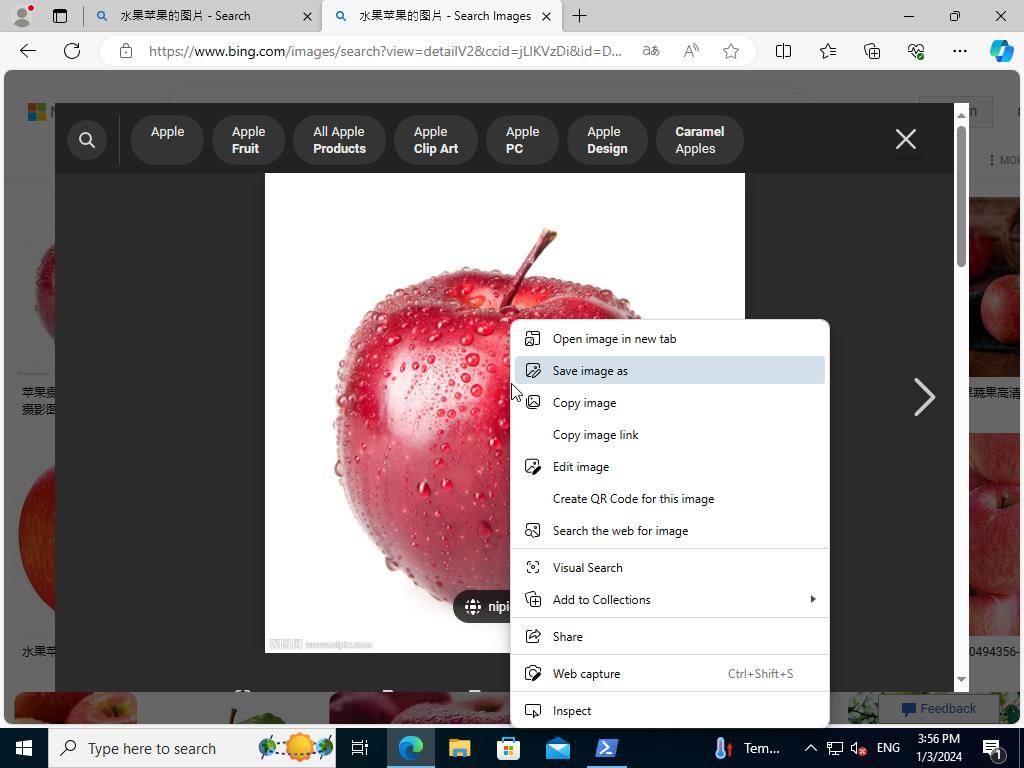 水果苹果的图片 - Search
水果苹果的图片 - Search Images
https://www.bing.com/images/search?view=detailV2&ccid=jLlKVzDi&id=D...
Apple
Apple
Fruit
All Apple
Products
Apple
Clip Art
Apple
PC
Apple
Design
Caramel
Apples
MOR
Open image in new tab
Save image as
Copy image
Copy image link
Edit image
Create QR Code for this image
Search the web for image
Visual Search
Add to Collections
Share
Web capture
Ctrl+Shift+S
Inspect
苹果摄
摄影图
果蔬果高清
水果苹
0494356-
nipi
昵图网 www.nipic.com
Feedback
Type here to search
Tem...
ENG
3:56 PM
1/3/2024
1